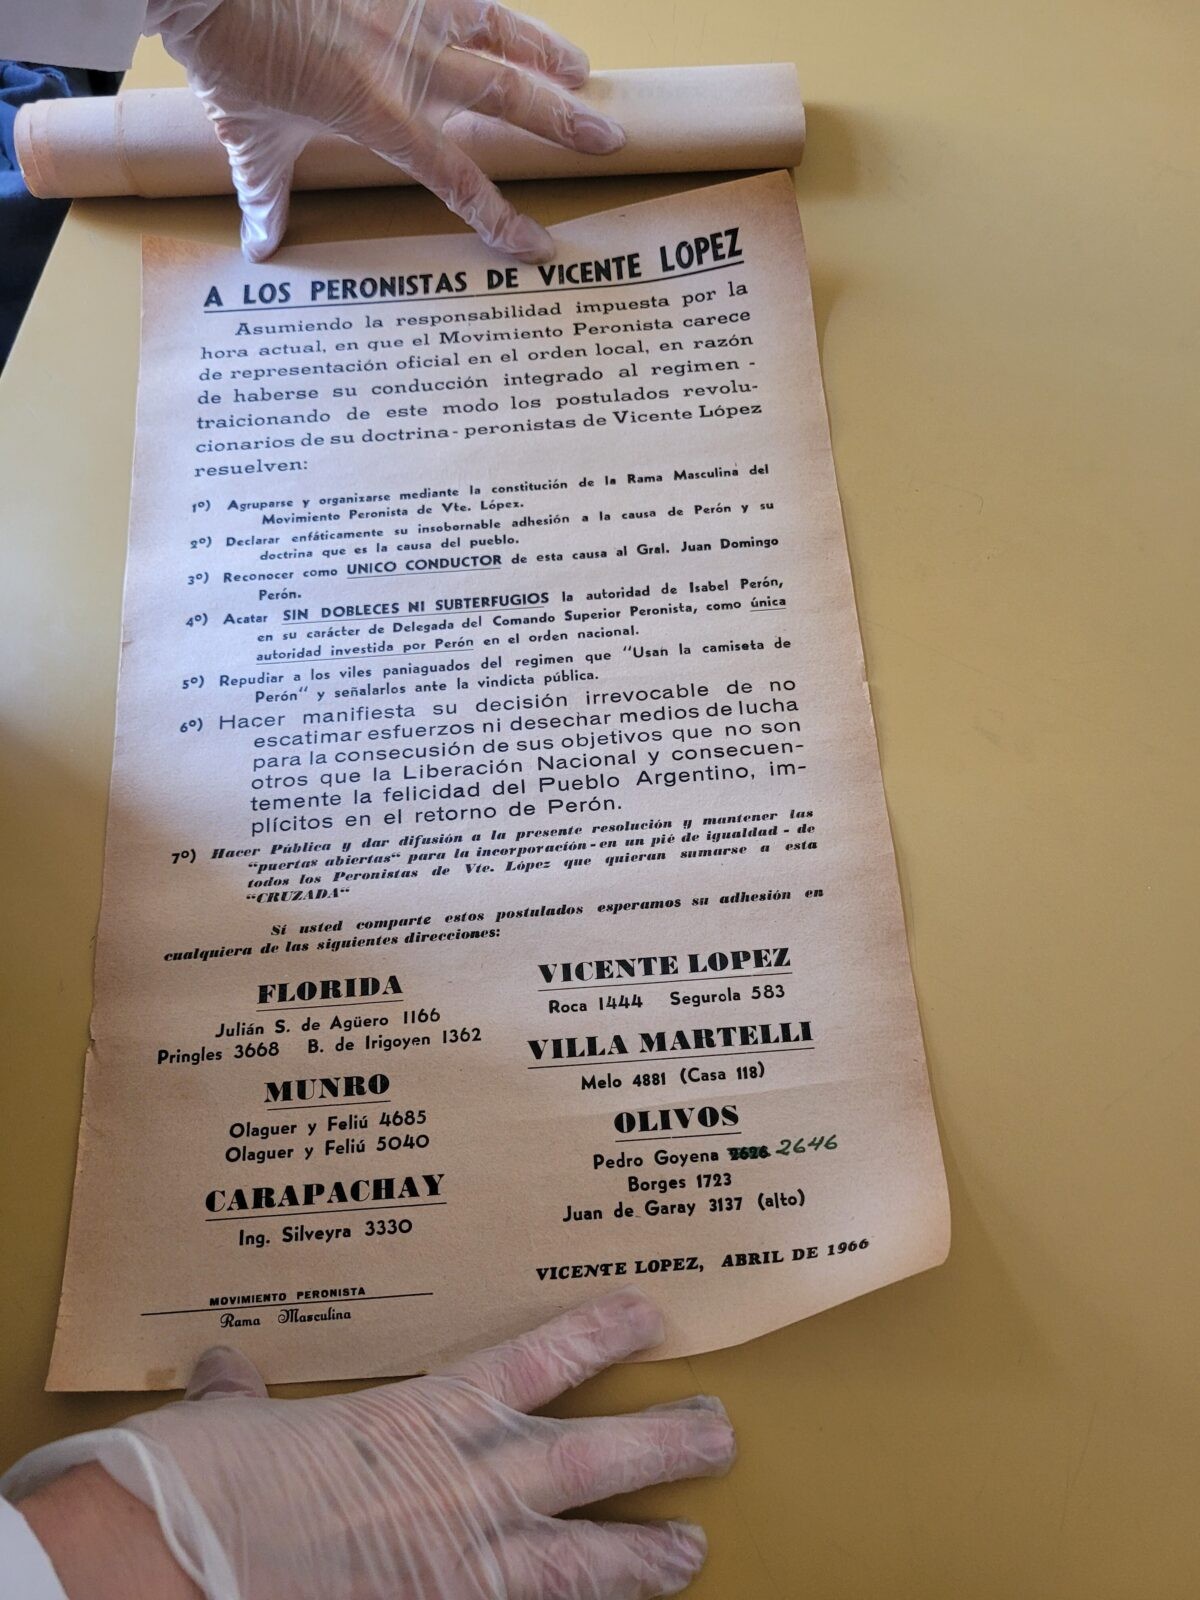 A LOS PERONISTAS DE VICENTE LOPEZ
Asumiendo la responsabilidad impuesta por la
hora actual, en que el Movimiento Peronista carece
de representación oficial en el orden local, en razón
de haberse su conducción integrado al regimen -
traicionando de este modo los postulados revolu-
cionarios de su doctrina - peronistas de Vicente López
resuelven:
1º) Agruparse y organizarse mediante la constitución de la Rama Masculina del
Movimiento Peronista de Vte. López.
2º) Declarar enfáticamente su insobornable adhesión a la causa de Perón y su
doctrina que es la causa del pueblo.
3º) Reconocer como UNICO CONDUCTOR de esta causa al Gral. Juan Domingo
Perón.
4º) Acatar SIN DOBLECES NI SUBTERFUGIOS la autoridad de Isabel Perón,
en su carácter de Delegada del Comando Superior Peronista, como única
autoridad investida por Perón en el orden nacional.
5º) Repudiar a los viles paniaguados del regimen que "Usan la camiseta de
Perón" y señalarlos ante la vindicta pública.
6º) Hacer manifiesta su decisión irrevocable de no
escatimar esfuerzos ni desechar medios de lucha
para la consecusión de sus objetivos que no son
otros que la Liberación Nacional y consecuen-
temente la felicidad del Pueblo Argentino, im-
plícitos en el retorno de Perón.
7º) Hacer Pública y dar difusión a la presente resolución y mantener las
"puertas abiertas" para la incorporación - en un pié de igualdad - de
todos los Peronistas de Vte. López que quieran sumarse a esta
"CRUZADA"
Si usted comparte estos postulados esperamos su adhesión en
cualquiera de las siguientes direcciones:
FLORIDA
Julián S. de Agüero 1166
Pringles 3668 B. de Irigoyen 1362
MUNRO
Olaguer y Feliú 4685
Olaguer y Feliú 5040
CARAPACHAY
Ing. Silveyra 3330
VICENTE LOPEZ
Roca 1444 Segurola 583
VILLA MARTELLI
Melo 4881 (Casa 118)
OLIVOS
Pedro Goyena 2626 2646
Borges 1723
Juan de Garay 3137 (alto)
VICENTE LOPEZ, ABRIL DE 1966
MOVIMIENTO PERONISTA
Rama Masculina